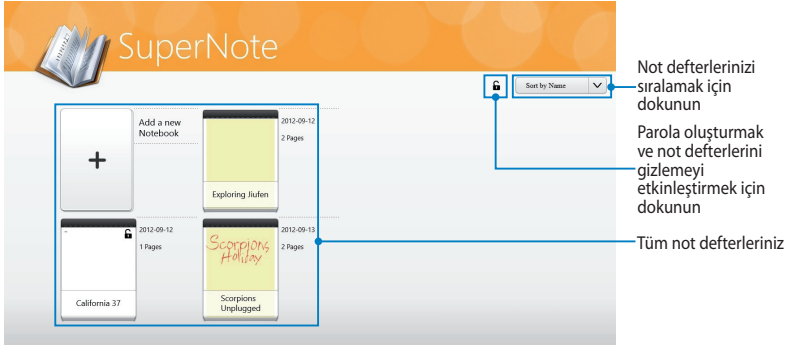 SuperNote
Sort by Name
Not defterlerinizi
sıralamak için
dokunun
Parola oluşturmak
ve not defterlerini
gizlemeyi
etkinleştirmek için
dokunun
Add a new
Notebook
2012-09-12
2 Pages
Exploring Jiufen
2012-09-12
1 Pages
California 37
2012-09-13
2 Pages
Scorpions
Holiday
Scorpions
Unplugged
Tüm not defterleriniz